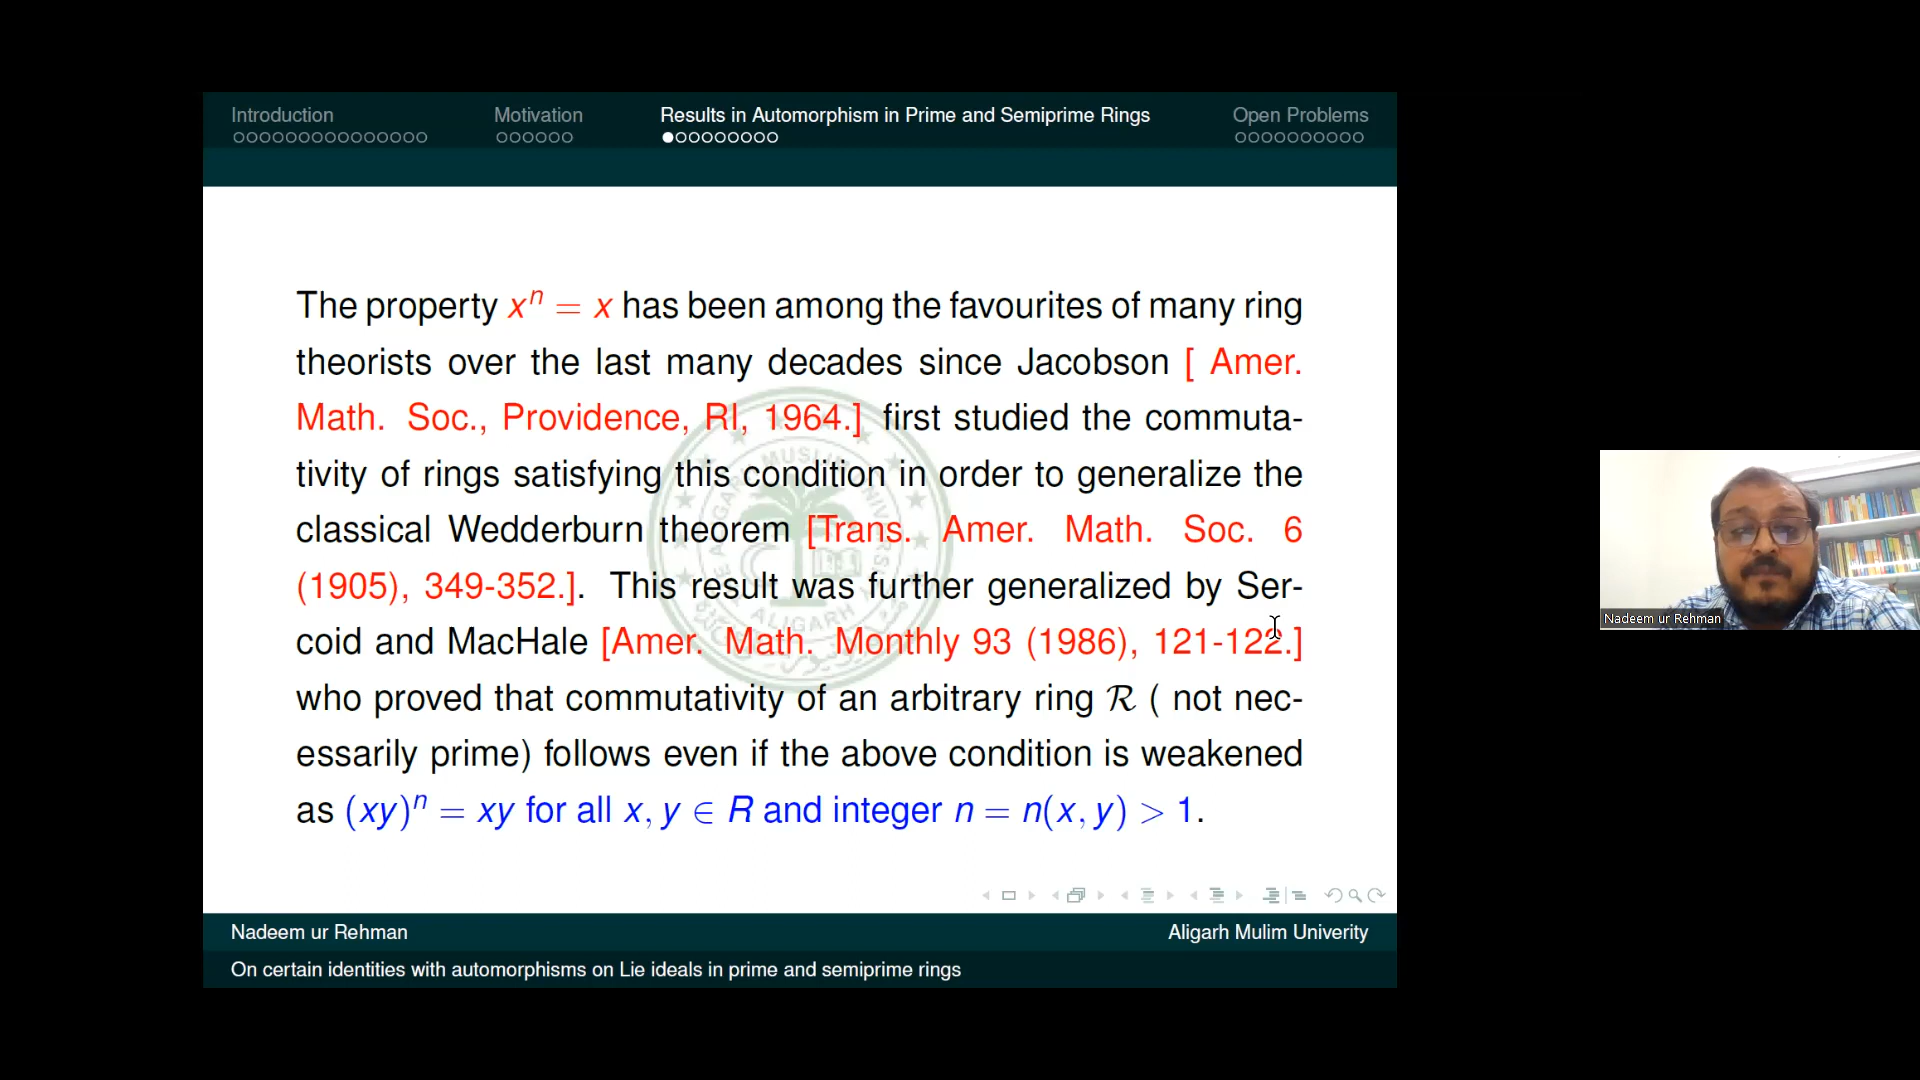 Introduction Motivation Results in Automorphism in Prime and Semiprime Rings Open Problems
The property xⁿ = x has been among the favourites of many ring
theorists over the last many decades since Jacobson [ Amer.
Math. Soc., Providence, RI, 1964.] first studied the commuta-
tivity of rings satisfying this condition in order to generalize the
classical Wedderburn theorem [Trans. Amer. Math. Soc. 6
(1905), 349-352.]. This result was further generalized by Ser-
coid and MacHale [Amer. Math. Monthly 93 (1986), 121-122.]
who proved that commutativity of an arbitrary ring R ( not nec-
essarily prime) follows even if the above condition is weakened
as (xy)ⁿ = xy for all x, y ∈ R and integer n = n(x, y) > 1.
Nadeem ur Rehman Aligarh Mulim Univerity
On certain identities with automorphisms on Lie ideals in prime and semiprime rings
Nadeem ur Rehman